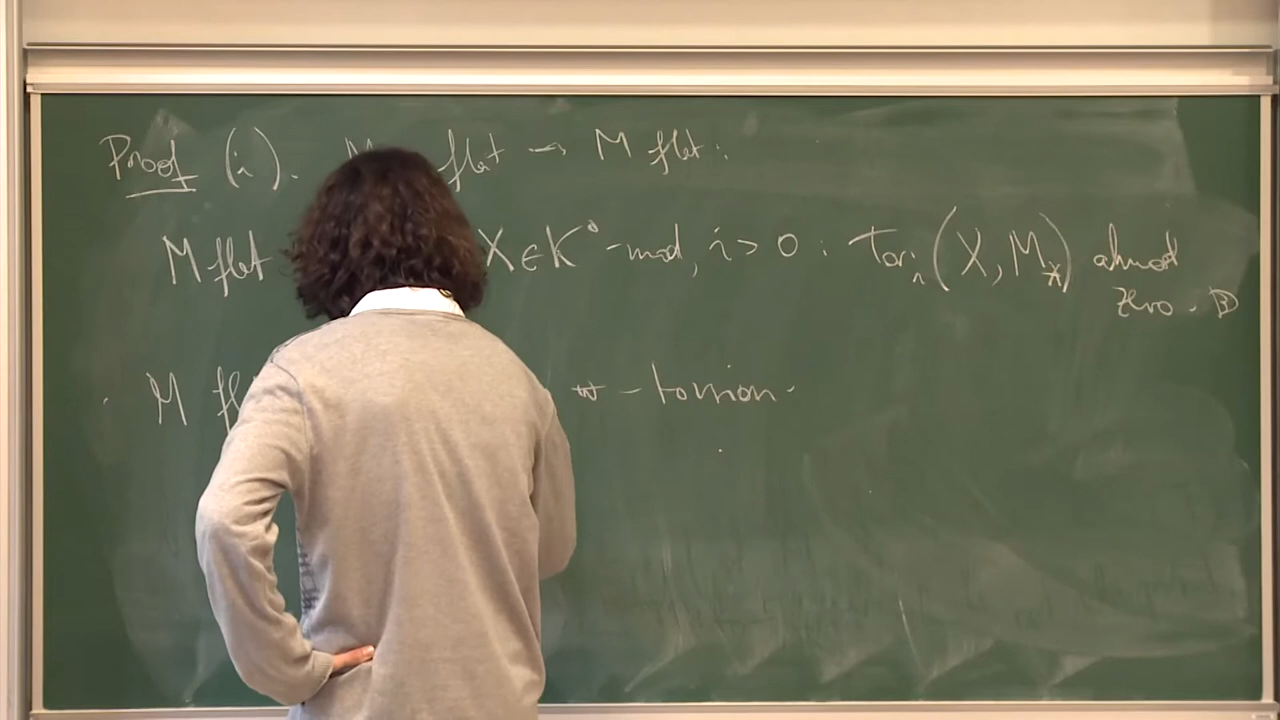 Proof (i). M flat → M flat:
M flat X ∈ K° -mod, i > 0 : Tor_i (X, M_*) almost
zero.
M fl ϖ - torsion.